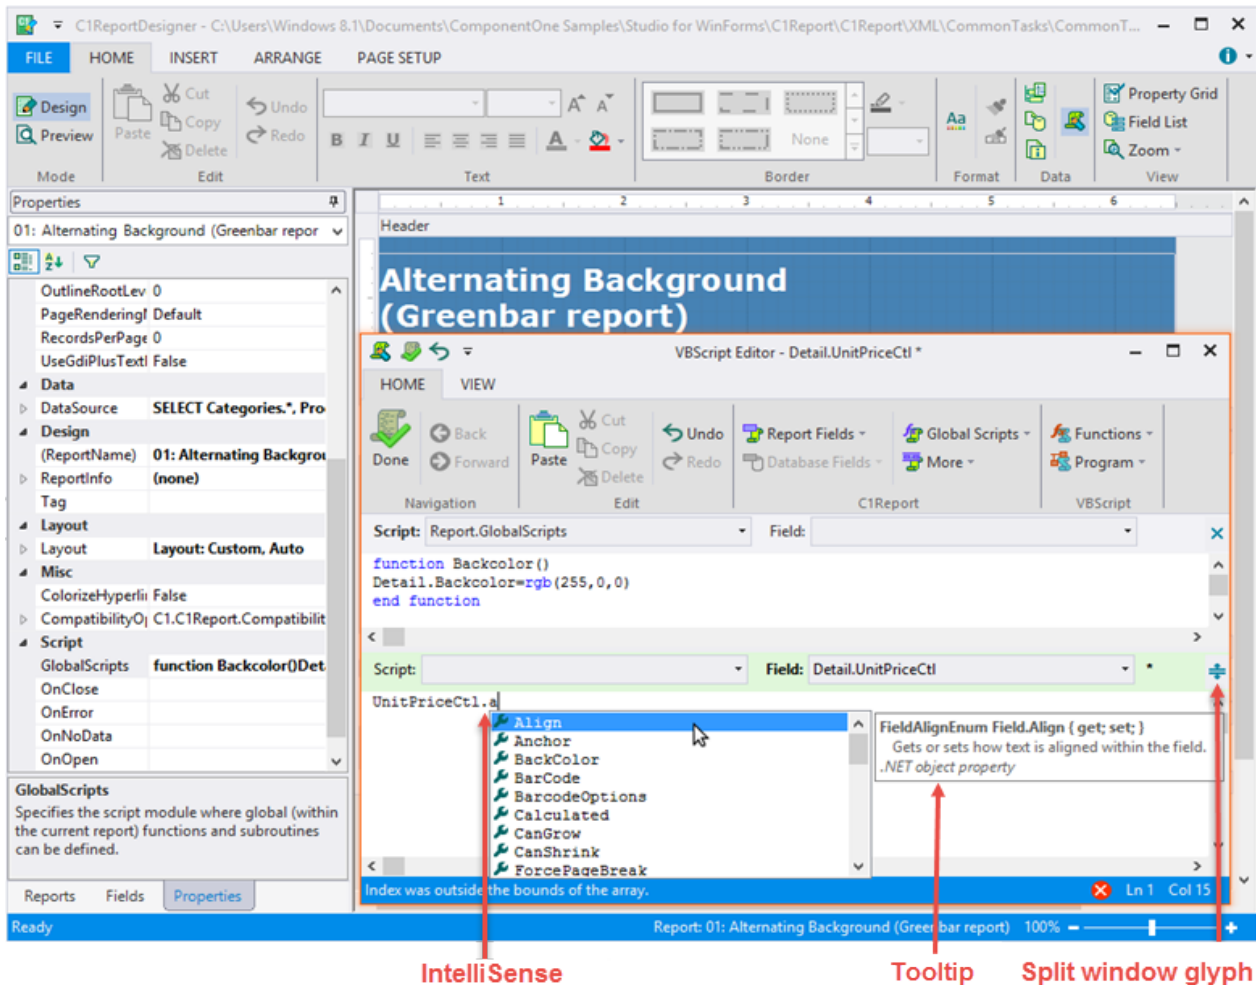 C1ReportDesigner - C:\Users\Windows 8.1\Documents\ComponentOne Samples\Studio for WinForms\C1Report\C1Report\XML\CommonTasks\CommonT...
FILE HOME INSERT ARRANGE PAGE SETUP
Design
Preview
Mode
Paste
Cut
Copy
Delete
Undo
Redo
Edit
B I U A
Text
None
Border
Aa
Format
Data
Property Grid
Field List
Zoom
View
Properties
01: Alternating Background (Greenbar repor
OutlineRootLev 0
PageRendering Default
RecordsPerPage 0
UseGdiPlusText False
Data
DataSource SELECT Categories.*, Pro
Design
(ReportName) 01: Alternating Backgrou
ReportInfo (none)
Tag
Layout
Layout Layout: Custom, Auto
Misc
ColorizeHyperli False
CompatibilityO C1.C1Report.Compatibilit
Script
GlobalScripts function Backcolor()Det
OnClose
OnError
OnNoData
OnOpen
GlobalScripts
Specifies the script module where global (within
the current report) functions and subroutines
can be defined.
Reports Fields Properties
1 2 3 4 5 6
Header
Alternating Background
(Greenbar report)
VBScript Editor - Detail.UnitPriceCtl *
HOME VIEW
Done
Back
Forward
Navigation
Paste
Cut
Copy
Delete
Undo
Redo
Edit
Report Fields
Database Fields
Global Scripts
More
C1Report
Functions
Program
VBScript
Script: Report.GlobalScripts Field:
function Backcolor()
Detail.Backcolor=rgb(255,0,0)
end function
Script: Field: Detail.UnitPriceCtl *
UnitPriceCtl.a
Align
Anchor
BackColor
BarCode
BarcodeOptions
Calculated
CanGrow
CanShrink
ForcePageBreak
FieldAlignEnum Field.Align { get; set; }
Gets or sets how text is aligned within the field.
.NET object property
Index was outside the bounds of the array. Ln 1 Col 15
Ready Report: 01: Alternating Background (Greenbar report) 100%
IntelliSense Tooltip Split window glyph